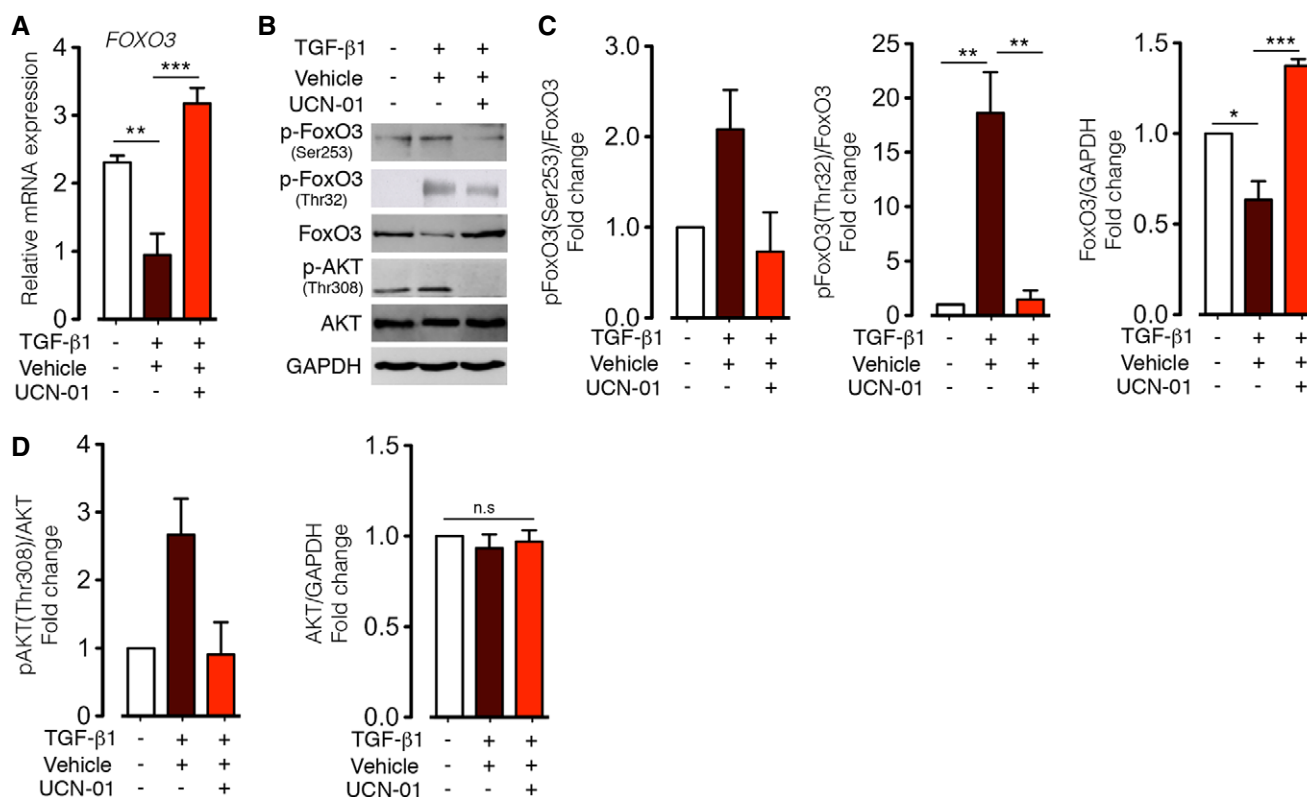 A
FOXO3
Relative mRNA expression
4
3
2
1
0
**
***
TGF-β1 - + +
Vehicle - + +
UCN-01 - - +
B
TGF-β1 - + +
Vehicle - + +
UCN-01 +
p-FoxO3
(Ser253)
p-FoxO3
(Thr32)
FoxO3
p-AKT
(Thr308)
AKT
GAPDH
C
pFoxO3(Ser253)/FoxO3
Fold change
3.0
2.0
1.0
0.0
TGF-β1 - + +
Vehicle - + +
UCN-01 - - +
pFoxO3(Thr32)/FoxO3
Fold change
25
20
15
10
5
0
**
**
TGF-β1 - + +
Vehicle - + +
UCN-01 - - +
FoxO3/GAPDH
Fold change
1.5
1.0
0.5
0.0
*
***
TGF-β1 - + +
Vehicle - + +
UCN-01 - - +
D
pAKT(Thr308)/AKT
Fold change
4
3
2
1
0
TGF-β1 - + +
Vehicle - + +
UCN-01 - - +
AKT/GAPDH
Fold change
1.5
1.0
0.5
0.0
n.s
TGF-β1 - + +
Vehicle - + +
UCN-01 - - +